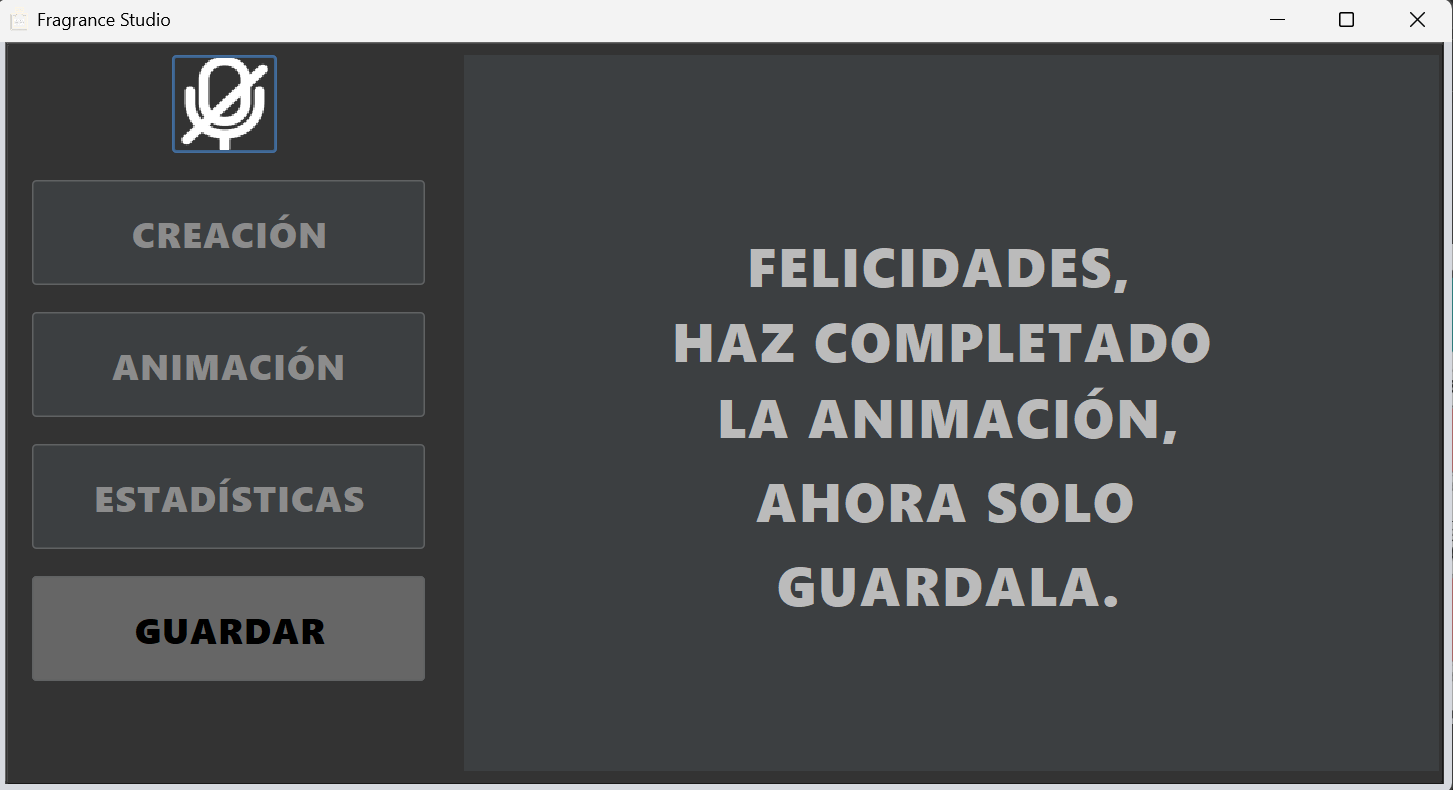 Fragrance Studio
CREACIÓN
ANIMACIÓN
ESTADÍSTICAS
GUARDAR
FELICIDADES,
HAZ COMPLETADO
LA ANIMACIÓN,
AHORA SOLO
GUARDALA.